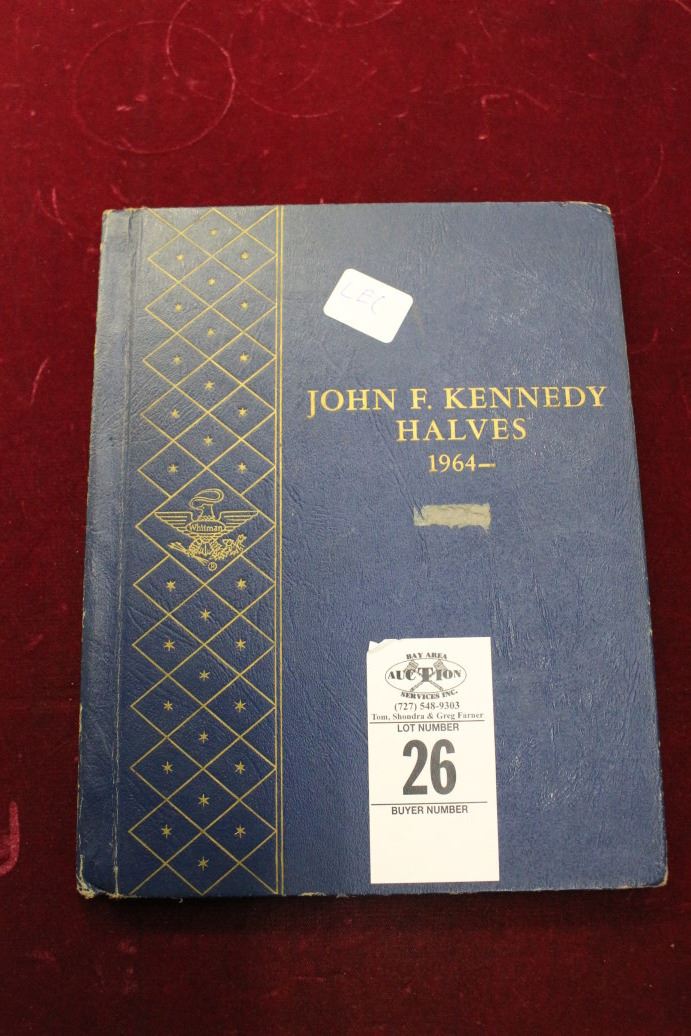 LEC
JOHN F. KENNEDY
HALVES
1964—
Whitman
®
BAY AREA
AUCTION
SERVICES INC.
(727) 548-9303
Tom, Shondra & Greg Farner
LOT NUMBER
26
BUYER NUMBER